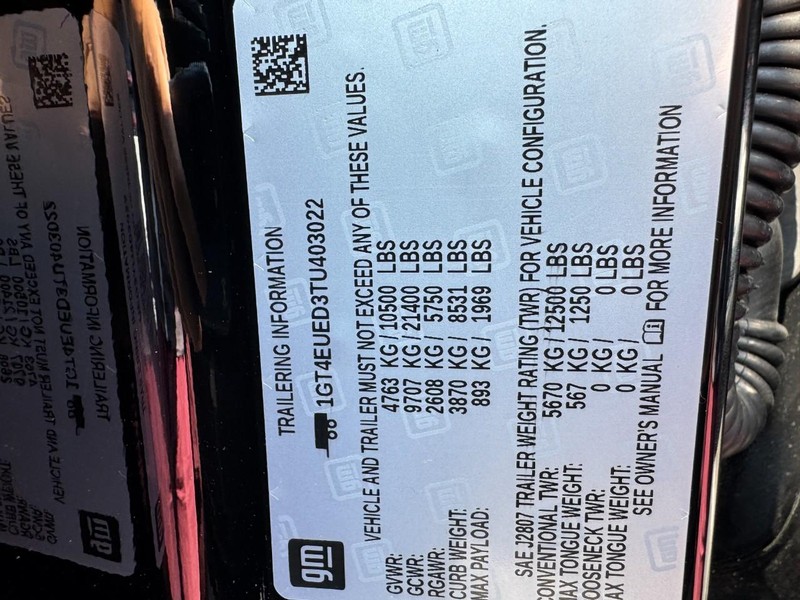 gm
TRAILERING INFORMATION
1GT4EUED3TU403022
VEHICLE AND TRAILER MUST NOT EXCEED ANY OF THESE VALUES.
GVWR: 4763 KG / 10500 LBS
GCWR: 9707 KG / 21400 LBS
RGAWR: 2608 KG / 5750 LBS
CURB WEIGHT: 3870 KG / 8531 LBS
MAX PAYLOAD: 893 KG / 1969 LBS
SAE J2807 TRAILER WEIGHT RATING (TWR) FOR VEHICLE CONFIGURATION.
CONVENTIONAL TWR: 5670 KG / 12500 LBS
MAX TONGUE WEIGHT: 567 KG / 1250 LBS
GOOSENECK TWR: 0 KG / 0 LBS
MAX TONGUE WEIGHT: 0 KG / 0 LBS
SEE OWNER'S MANUAL FOR MORE INFORMATION